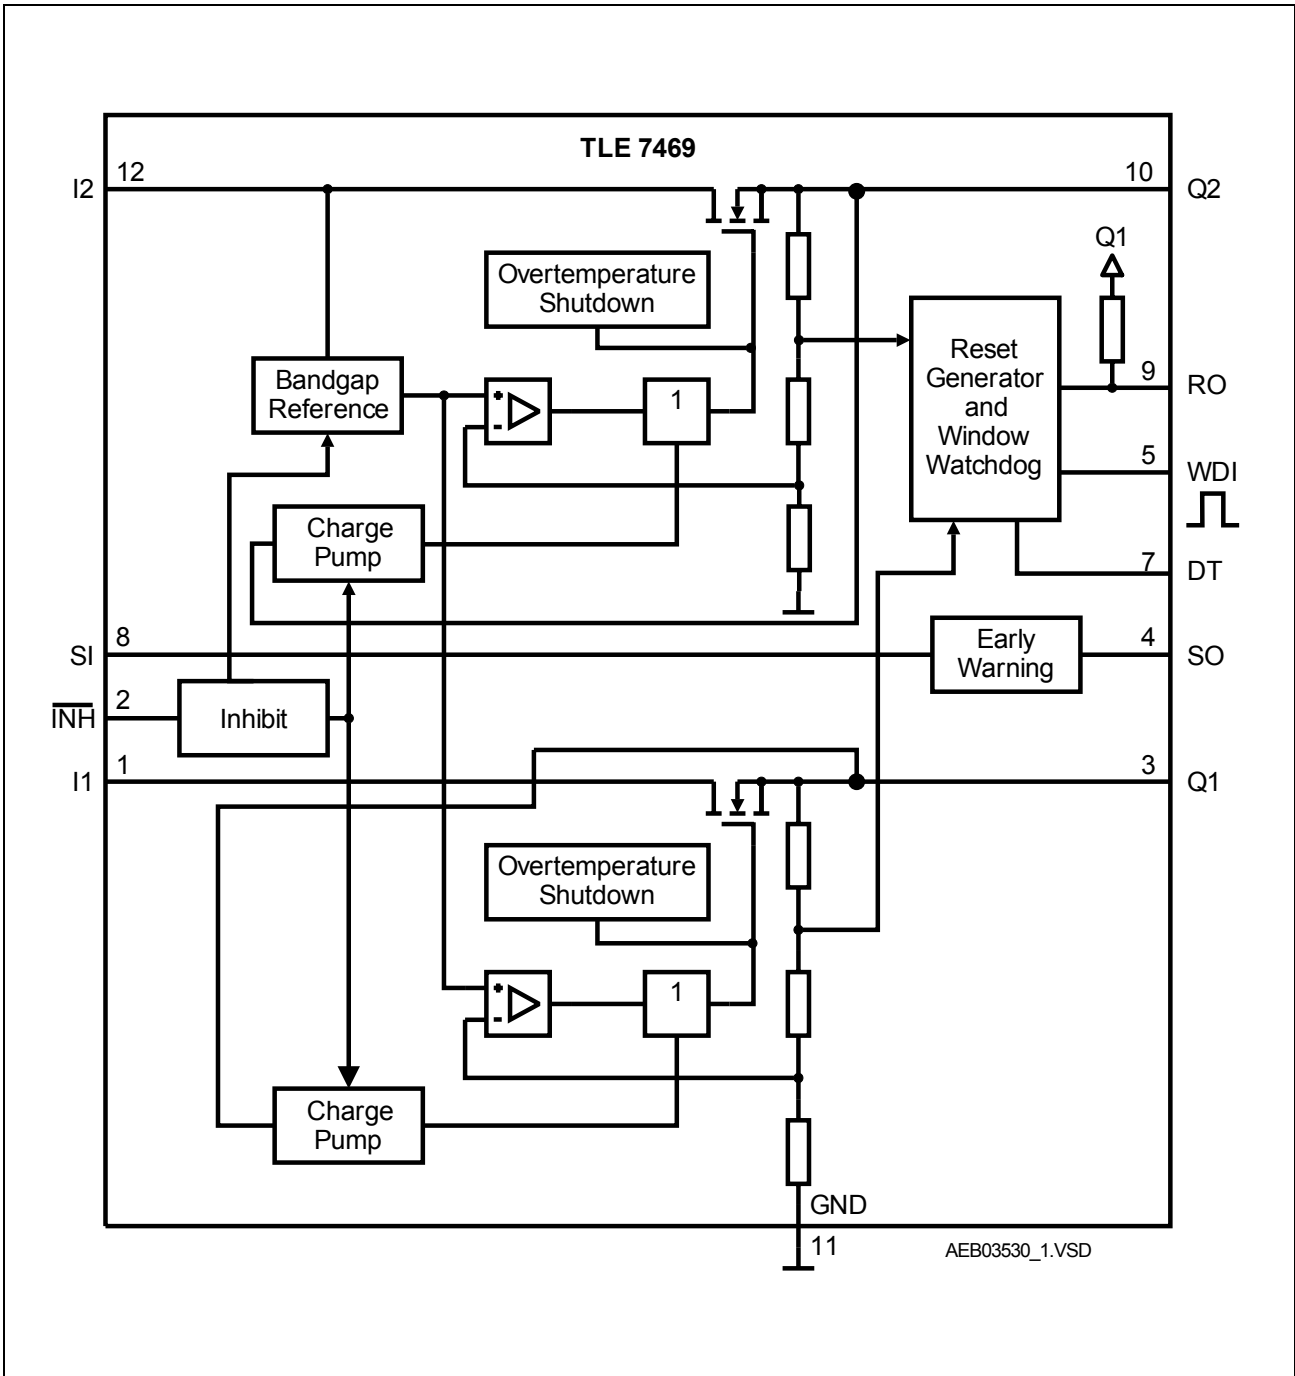 TLE 7469
I2
12
10
Q2
Overtemperature
Shutdown
Q1
Bandgap
Reference
1
Reset
Generator
and
Window
Watchdog
9
RO
5
WDI
Charge
Pump
7
DT
SI
8
Early
Warning
4
SO
INH
2
Inhibit
I1
1
3
Q1
Overtemperature
Shutdown
1
Charge
Pump
GND
11
AEB03530_1.VSD